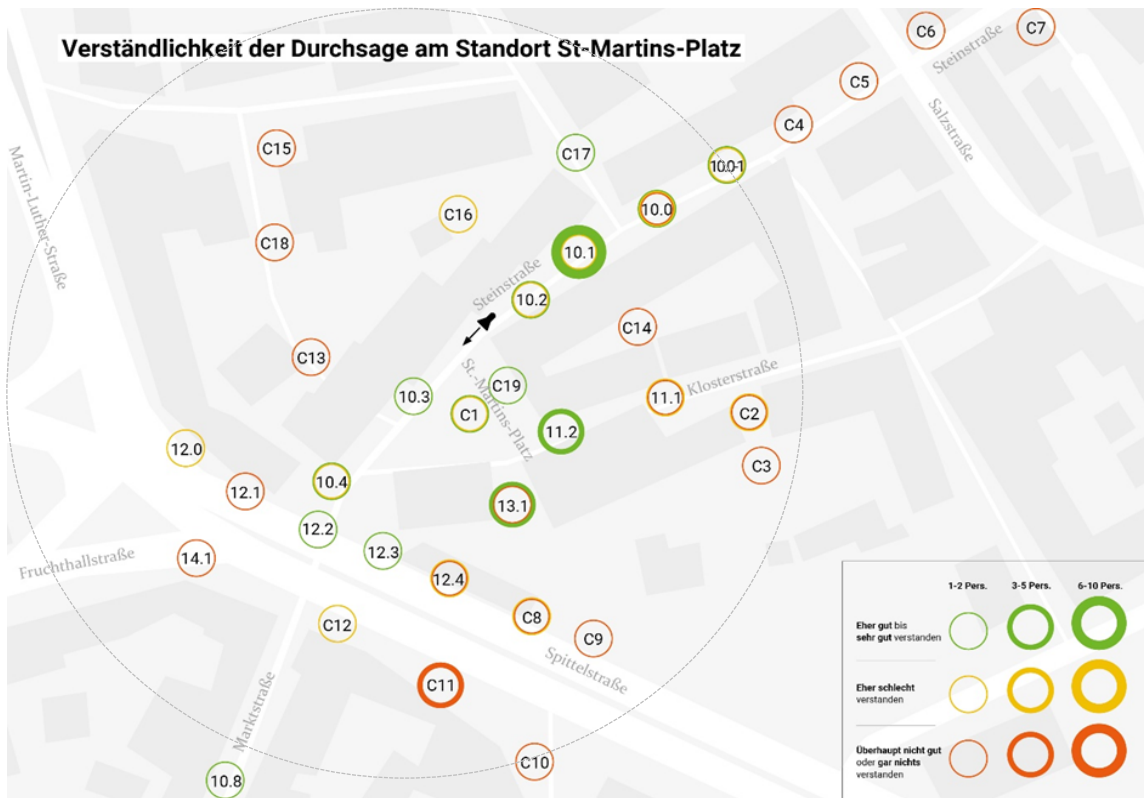 Verständlichkeit der Durchsage am Standort St-Martins-Platz
C6
C7
Steinstraße
C5
C4
Salzstraße
C15
C17
10.0-1
Martin-Luther-Straße
C16
10.0
C18
10.1
Steinstraße
10.2
C14
C13
Klosterstraße
C19
10.3
11.1
C1
St.-Martins-Platz
C2
11.2
12.0
C3
10.4
12.1
13.1
12.2
12.3
14.1
Fruchthallstraße
12.4
C8
C12
C9
Spittelstraße
C11
Marktstraße
C10
10.8
1-2 Pers.
3-5 Pers.
6-10 Pers.
Eher gut bis
sehr gut verstanden
Eher schlecht
verstanden
Überhaupt nicht gut
oder gar nichts
verstanden